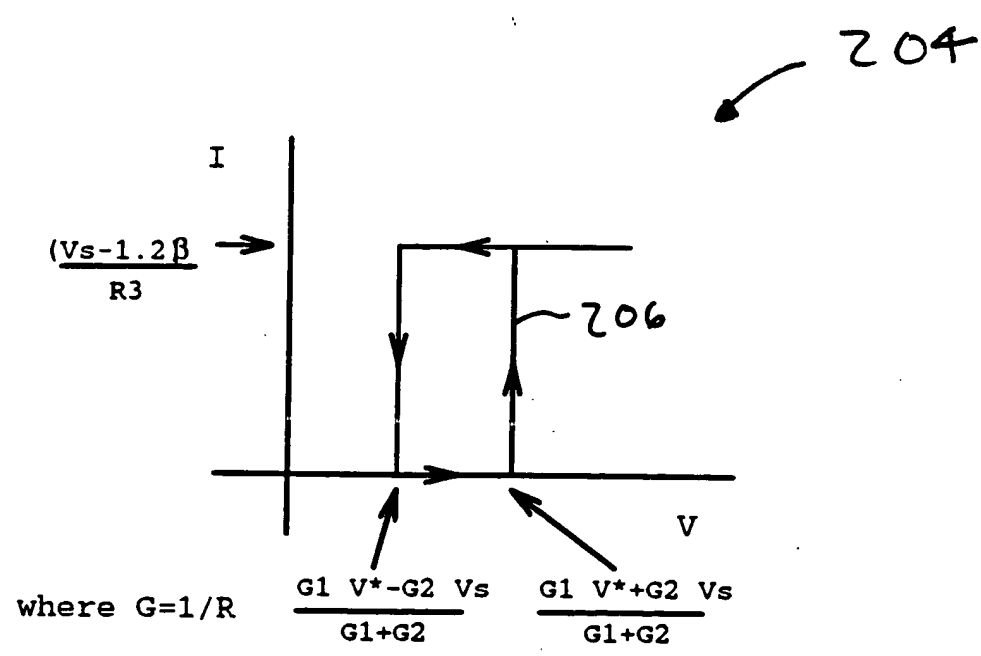 204
I
(Vs-1.2β
R3
206
V
where G=1/R
G1 V*-G2 Vs
G1+G2
G1 V*+G2 Vs
G1+G2